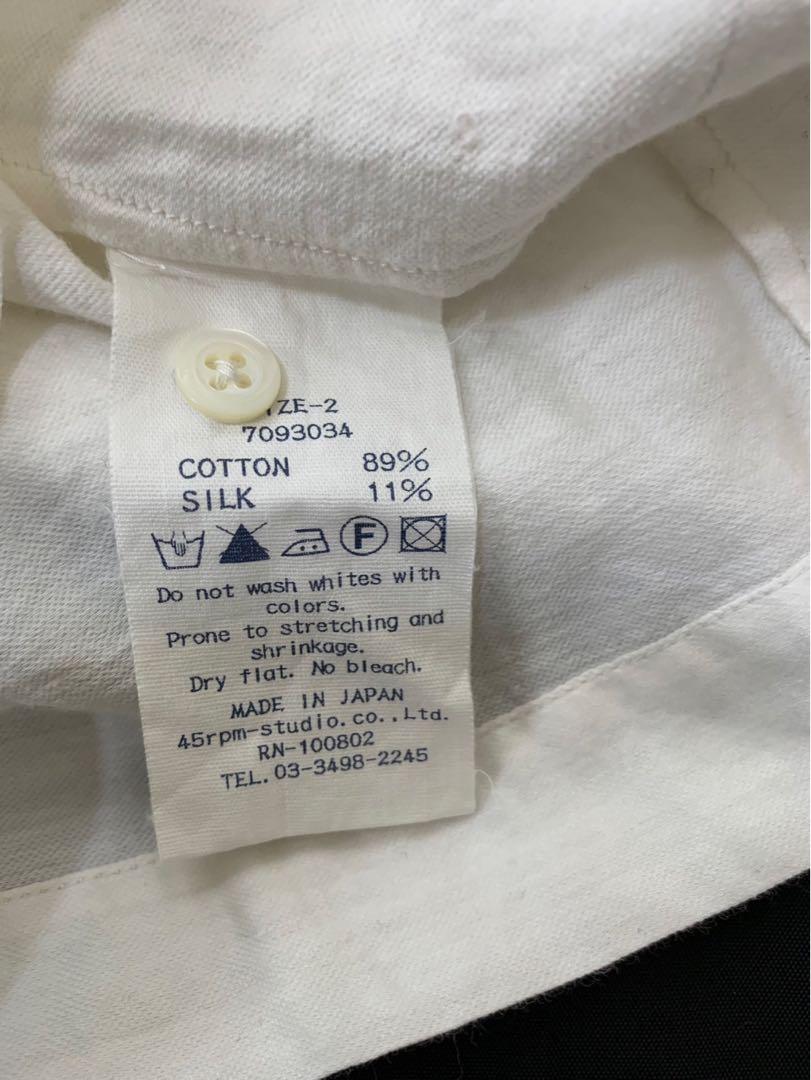 7093034
COTTON 89%
SILK 11%
F
Do not wash whites with
colors.
Prone to stretching and
shrinkage.
Dry flat. No bleach.
MADE IN JAPAN
45rpm-studio.co.,Ltd.
RN-100802
TEL.03-3498-2245